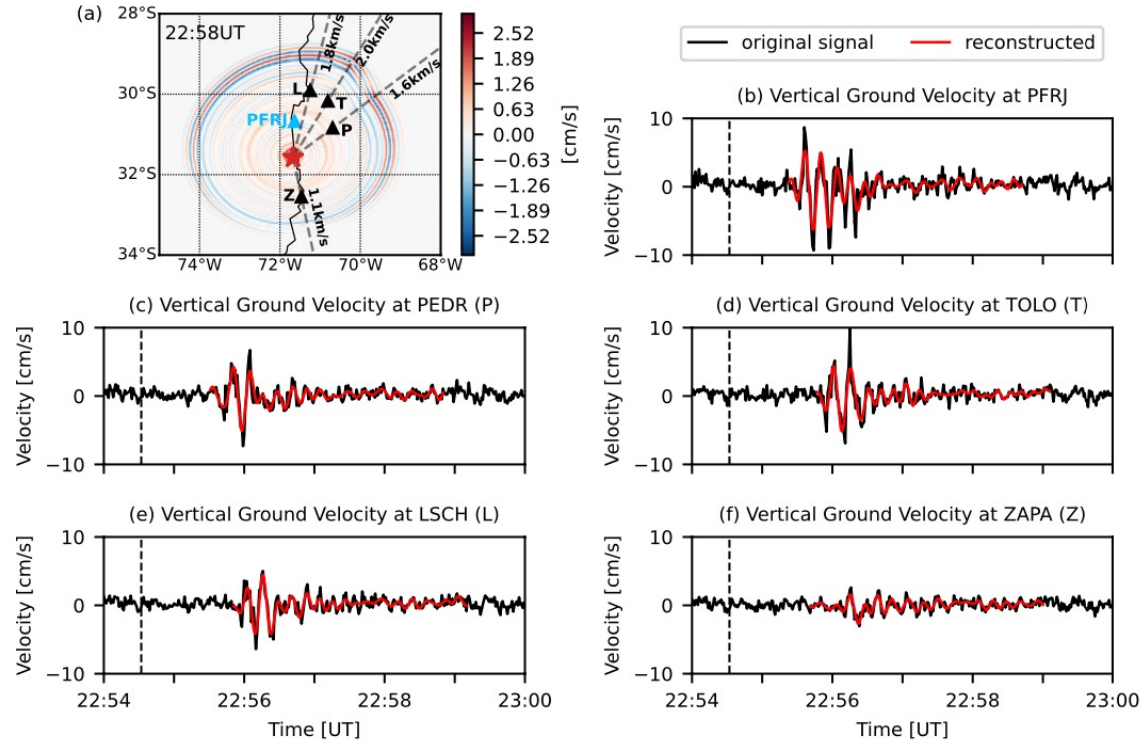 (a)
28°S
30°S
32°S
34°S
74°W
72°W
70°W
68°W
22:58UT
1.8km/s
2.0km/s
1.6km/s
1.1km/s
L
T
P
PFRJ
Z
2.52
1.89
1.26
0.63
0.00
−0.63
−1.26
−1.89
−2.52
[cm/s]
original signal
reconstructed
(b) Vertical Ground Velocity at PFRJ
Velocity [cm/s]
10
0
−10
(c) Vertical Ground Velocity at PEDR (P)
Velocity [cm/s]
10
0
−10
(d) Vertical Ground Velocity at TOLO (T)
Velocity [cm/s]
10
0
−10
(e) Vertical Ground Velocity at LSCH (L)
Velocity [cm/s]
10
0
−10
22:54
22:56
22:58
23:00
Time [UT]
(f) Vertical Ground Velocity at ZAPA (Z)
Velocity [cm/s]
10
0
−10
22:54
22:56
22:58
23:00
Time [UT]